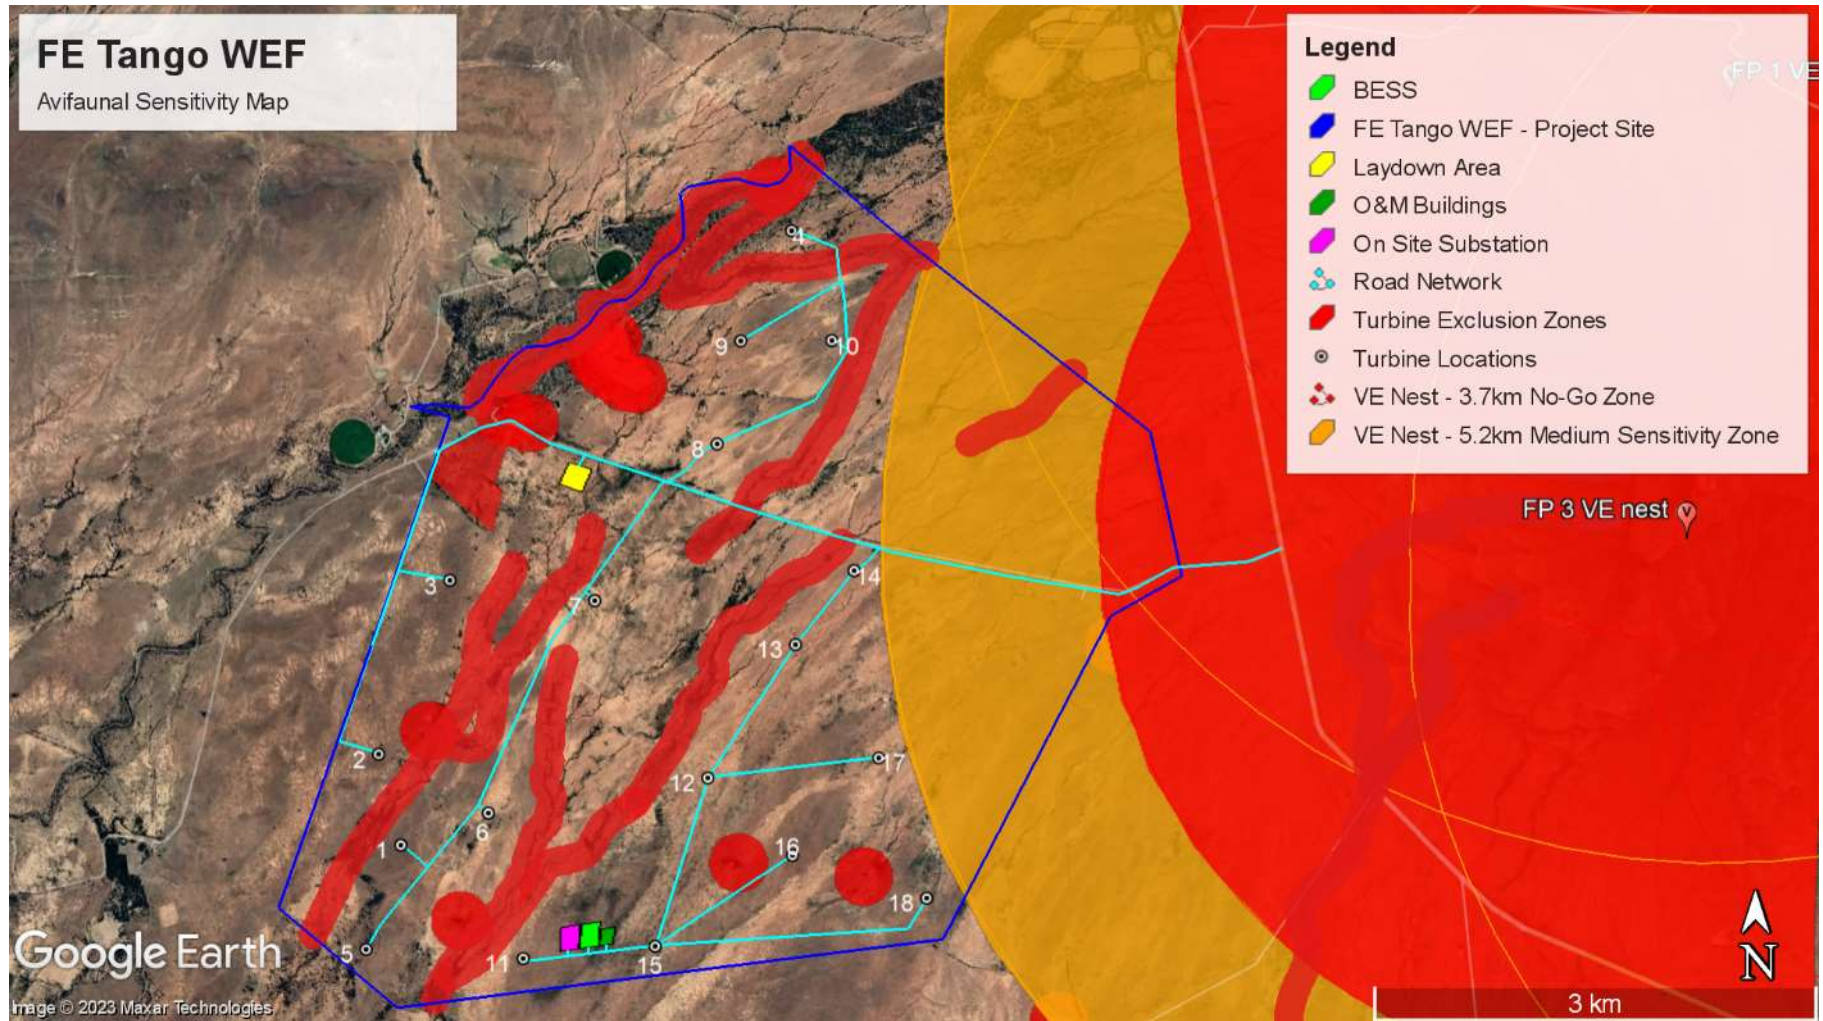 FE Tango WEF
Avifaunal Sensitivity Map
Legend
BESS
FE Tango WEF - Project Site
Laydown Area
O&M Buildings
On Site Substation
Road Network
Turbine Exclusion Zones
Turbine Locations
VE Nest - 3.7km No-Go Zone
VE Nest - 5.2km Medium Sensitivity Zone
FP 1 VE
4
9
10
8
FP 3 VE nest
V
3
14
7
13
2
12
17
6
1
16
18
5
11
15
Google Earth
Image © 2023 Maxar Technologies
N
3 km